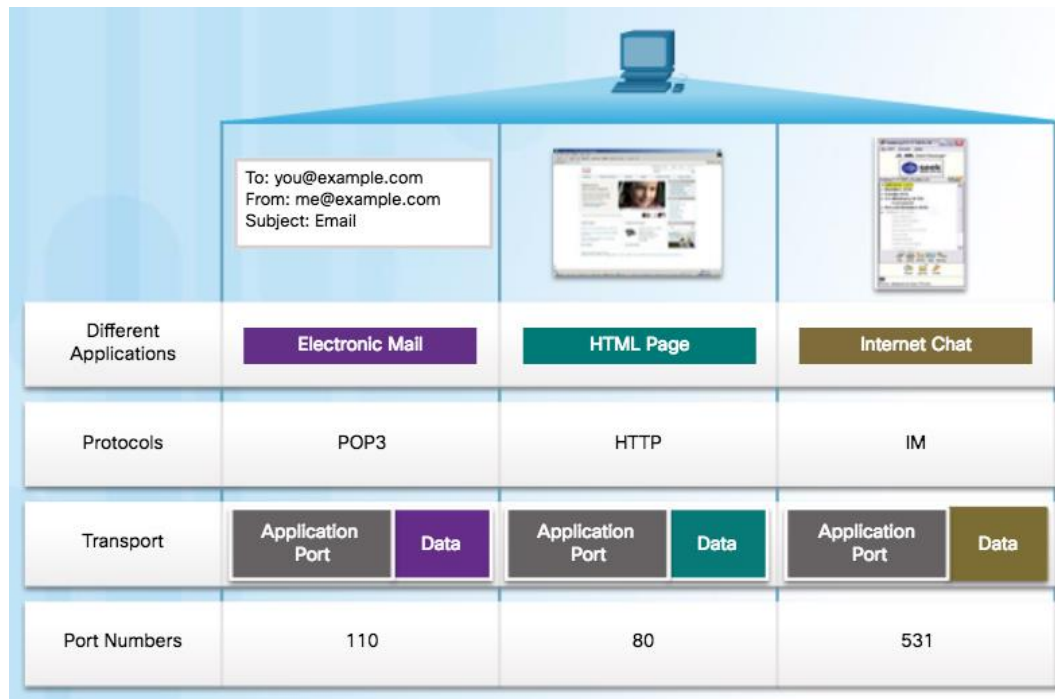 To: you@example.com
From: me@example.com
Subject: Email
seek
Different
Applications
Electronic Mail
HTML Page
Internet Chat
Protocols
POP3
HTTP
IM
Transport
Application
Port
Data
Application
Port
Data
Application
Port
Data
Port Numbers
110
80
531